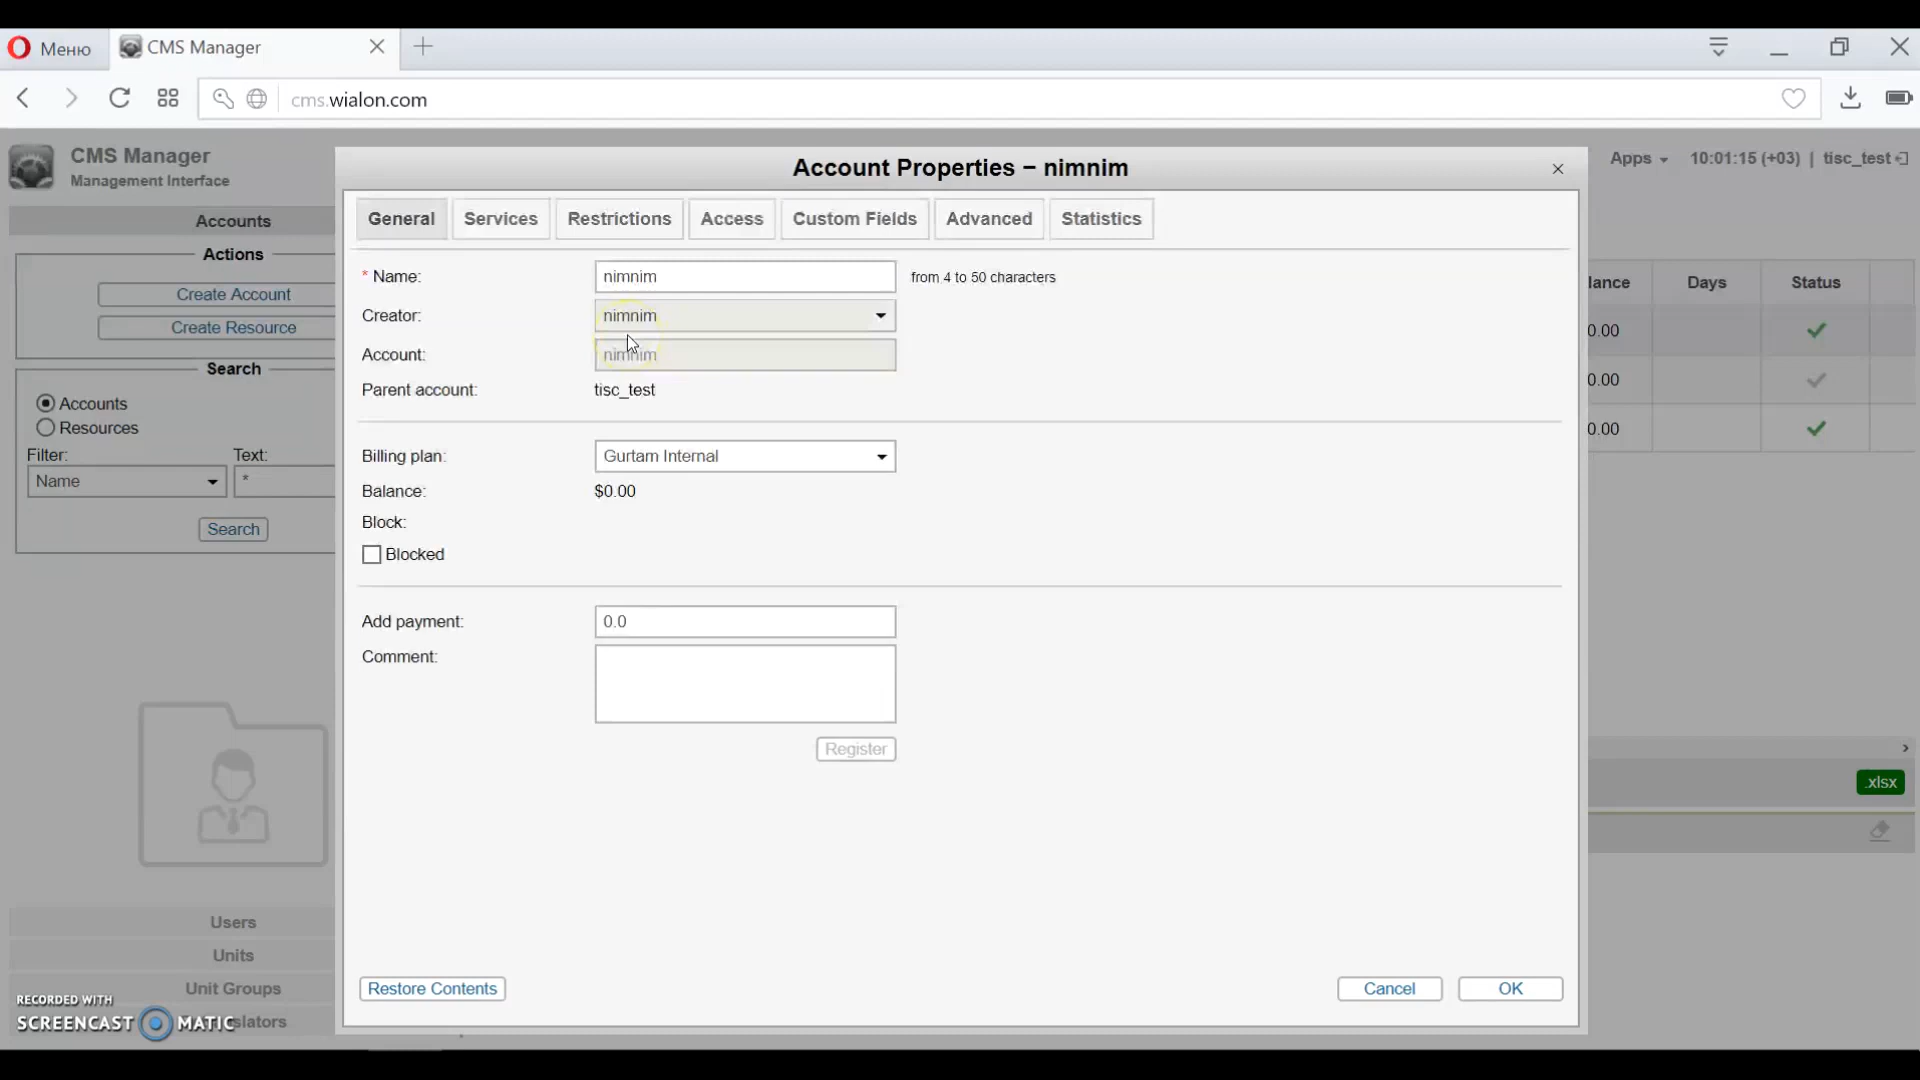 Меню
CMS Manager
cms.wialon.com
CMS Manager
Management Interface
Apps
10:01:15 (+03) | tisc_test
Account Properties – nimnim
General Services Restrictions Access Custom Fields Advanced Statistics
* Name: nimnim from 4 to 50 characters
Creator: nimnim
Account: nimnim
Parent account: tisc_test
Billing plan: Gurtam Internal
Balance: $0.00
Block:
Blocked
Add payment: 0.0
Comment:
Register
Restore Contents Cancel OK
Accounts
Actions
Create Account
Create Resource
Search
Accounts
Resources
Filter: Text:
Name *
Search
Users
Units
Unit Groups
slators
lance Days Status
0.00
0.00
0.00
.xlsx
RECORDED WITH
SCREENCAST MATIC